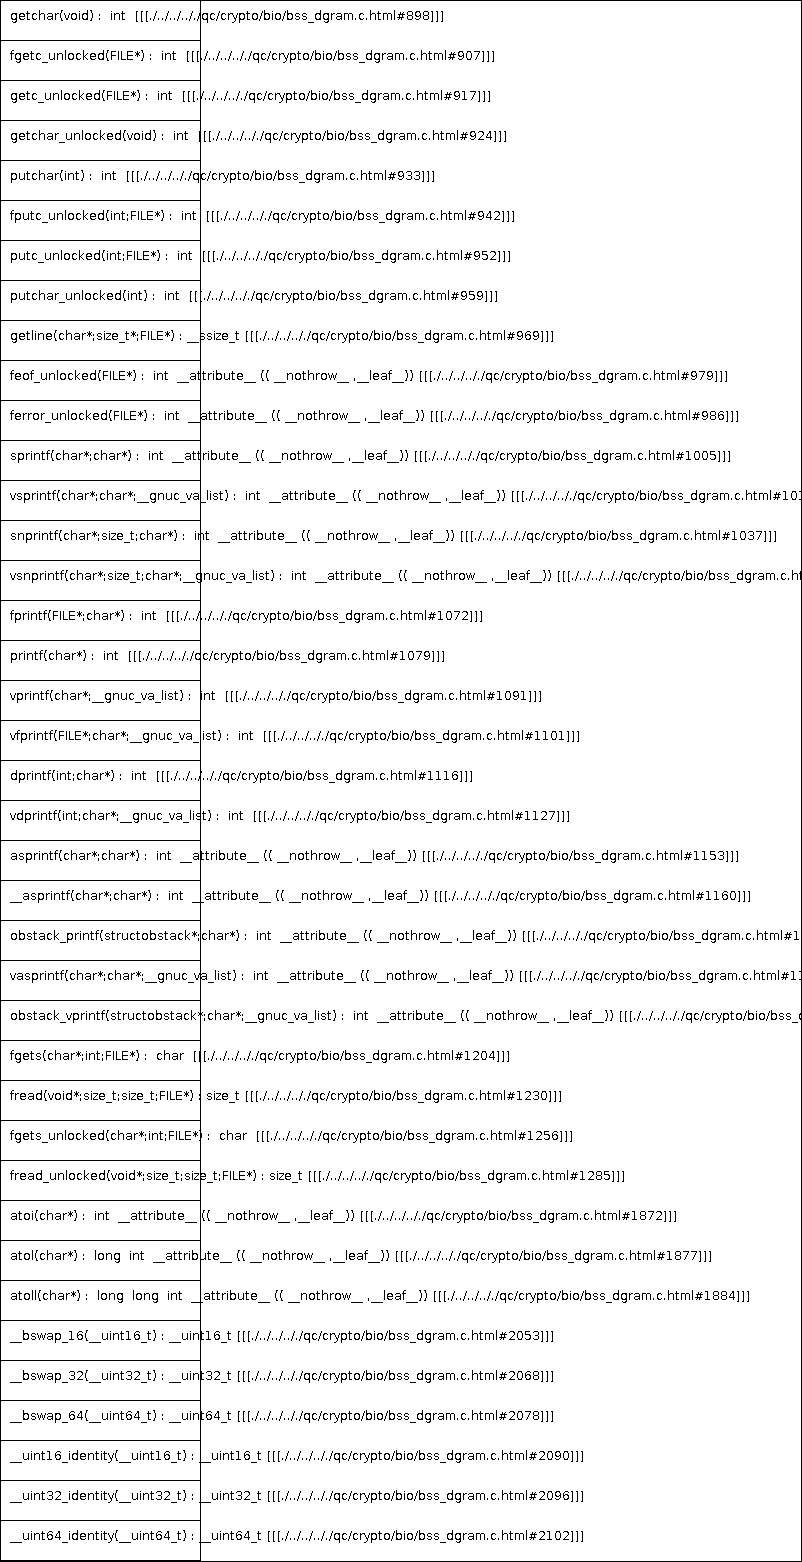 getchar(void) : int [[[./../../.././qc/crypto/bio/bss_dgram.c.html#898]]]
fgetc_unlocked(FILE*) : int [[[./../../.././qc/crypto/bio/bss_dgram.c.html#907]]]
getc_unlocked(FILE*) : int [[[./../../.././qc/crypto/bio/bss_dgram.c.html#917]]]
getchar_unlocked(void) : int [[[./../../.././qc/crypto/bio/bss_dgram.c.html#924]]]
putchar(int) : int [[[./../../.././qc/crypto/bio/bss_dgram.c.html#933]]]
fputc_unlocked(int;FILE*) : int [[[./../../.././qc/crypto/bio/bss_dgram.c.html#942]]]
putc_unlocked(int;FILE*) : int [[[./../../.././qc/crypto/bio/bss_dgram.c.html#952]]]
putchar_unlocked(int) : int [[[./../../.././qc/crypto/bio/bss_dgram.c.html#959]]]
getline(char*;size_t*;FILE*) : __ssize_t [[[./../../.././qc/crypto/bio/bss_dgram.c.html#969]]]
feof_unlocked(FILE*) : int __attribute__ (( __nothrow__ ,__leaf__)) [[[./../../.././qc/crypto/bio/bss_dgram.c.html#979]]]
ferror_unlocked(FILE*) : int __attribute__ (( __nothrow__ ,__leaf__)) [[[./../../.././qc/crypto/bio/bss_dgram.c.html#986]]]
sprintf(char*;char*) : int __attribute__ (( __nothrow__ ,__leaf__)) [[[./../../.././qc/crypto/bio/bss_dgram.c.html#1005]]]
vsprintf(char*;char*;__gnuc_va_list) : int __attribute__ (( __nothrow__ ,__leaf__)) [[[./../../.././qc/crypto/bio/bss_dgram.c.html#10
snprintf(char*;size_t;char*) : int __attribute__ (( __nothrow__ ,__leaf__)) [[[./../../.././qc/crypto/bio/bss_dgram.c.html#1037]]]
vsnprintf(char*;size_t;char*;__gnuc_va_list) : int __attribute__ (( __nothrow__ ,__leaf__)) [[[./../../.././qc/crypto/bio/bss_dgram.c.h
fprintf(FILE*;char*) : int [[[./../../.././qc/crypto/bio/bss_dgram.c.html#1072]]]
printf(char*) : int [[[./../../.././qc/crypto/bio/bss_dgram.c.html#1079]]]
vprintf(char*;__gnuc_va_list) : int [[[./../../.././qc/crypto/bio/bss_dgram.c.html#1091]]]
vfprintf(FILE*;char*;__gnuc_va_list) : int [[[./../../.././qc/crypto/bio/bss_dgram.c.html#1101]]]
dprintf(int;char*) : int [[[./../../.././qc/crypto/bio/bss_dgram.c.html#1116]]]
vdprintf(int;char*;__gnuc_va_list) : int [[[./../../.././qc/crypto/bio/bss_dgram.c.html#1127]]]
asprintf(char*;char*) : int __attribute__ (( __nothrow__ ,__leaf__)) [[[./../../.././qc/crypto/bio/bss_dgram.c.html#1153]]]
__asprintf(char*;char*) : int __attribute__ (( __nothrow__ ,__leaf__)) [[[./../../.././qc/crypto/bio/bss_dgram.c.html#1160]]]
obstack_printf(structobstack*;char*) : int __attribute__ (( __nothrow__ ,__leaf__)) [[[./../../.././qc/crypto/bio/bss_dgram.c.html#1
vasprintf(char*;char*;__gnuc_va_list) : int __attribute__ (( __nothrow__ ,__leaf__)) [[[./../../.././qc/crypto/bio/bss_dgram.c.html#11
obstack_vprintf(structobstack*;char*;__gnuc_va_list) : int __attribute__ (( __nothrow__ ,__leaf__)) [[[./../../.././qc/crypto/bio/bss_d
fgets(char*;int;FILE*) : char [[[./../../.././qc/crypto/bio/bss_dgram.c.html#1204]]]
fread(void*;size_t;size_t;FILE*) : size_t [[[./../../.././qc/crypto/bio/bss_dgram.c.html#1230]]]
fgets_unlocked(char*;int;FILE*) : char [[[./../../.././qc/crypto/bio/bss_dgram.c.html#1256]]]
fread_unlocked(void*;size_t;size_t;FILE*) : size_t [[[./../../.././qc/crypto/bio/bss_dgram.c.html#1285]]]
atoi(char*) : int __attribute__ (( __nothrow__ ,__leaf__)) [[[./../../.././qc/crypto/bio/bss_dgram.c.html#1872]]]
atol(char*) : long int __attribute__ (( __nothrow__ ,__leaf__)) [[[./../../.././qc/crypto/bio/bss_dgram.c.html#1877]]]
atoll(char*) : long long int __attribute__ (( __nothrow__ ,__leaf__)) [[[./../../.././qc/crypto/bio/bss_dgram.c.html#1884]]]
__bswap_16(__uint16_t) : __uint16_t [[[./../../.././qc/crypto/bio/bss_dgram.c.html#2053]]]
__bswap_32(__uint32_t) : __uint32_t [[[./../../.././qc/crypto/bio/bss_dgram.c.html#2068]]]
__bswap_64(__uint64_t) : __uint64_t [[[./../../.././qc/crypto/bio/bss_dgram.c.html#2078]]]
__uint16_identity(__uint16_t) : __uint16_t [[[./../../.././qc/crypto/bio/bss_dgram.c.html#2090]]]
__uint32_identity(__uint32_t) : __uint32_t [[[./../../.././qc/crypto/bio/bss_dgram.c.html#2096]]]
__uint64_identity(__uint64_t) : __uint64_t [[[./../../.././qc/crypto/bio/bss_dgram.c.html#2102]]]